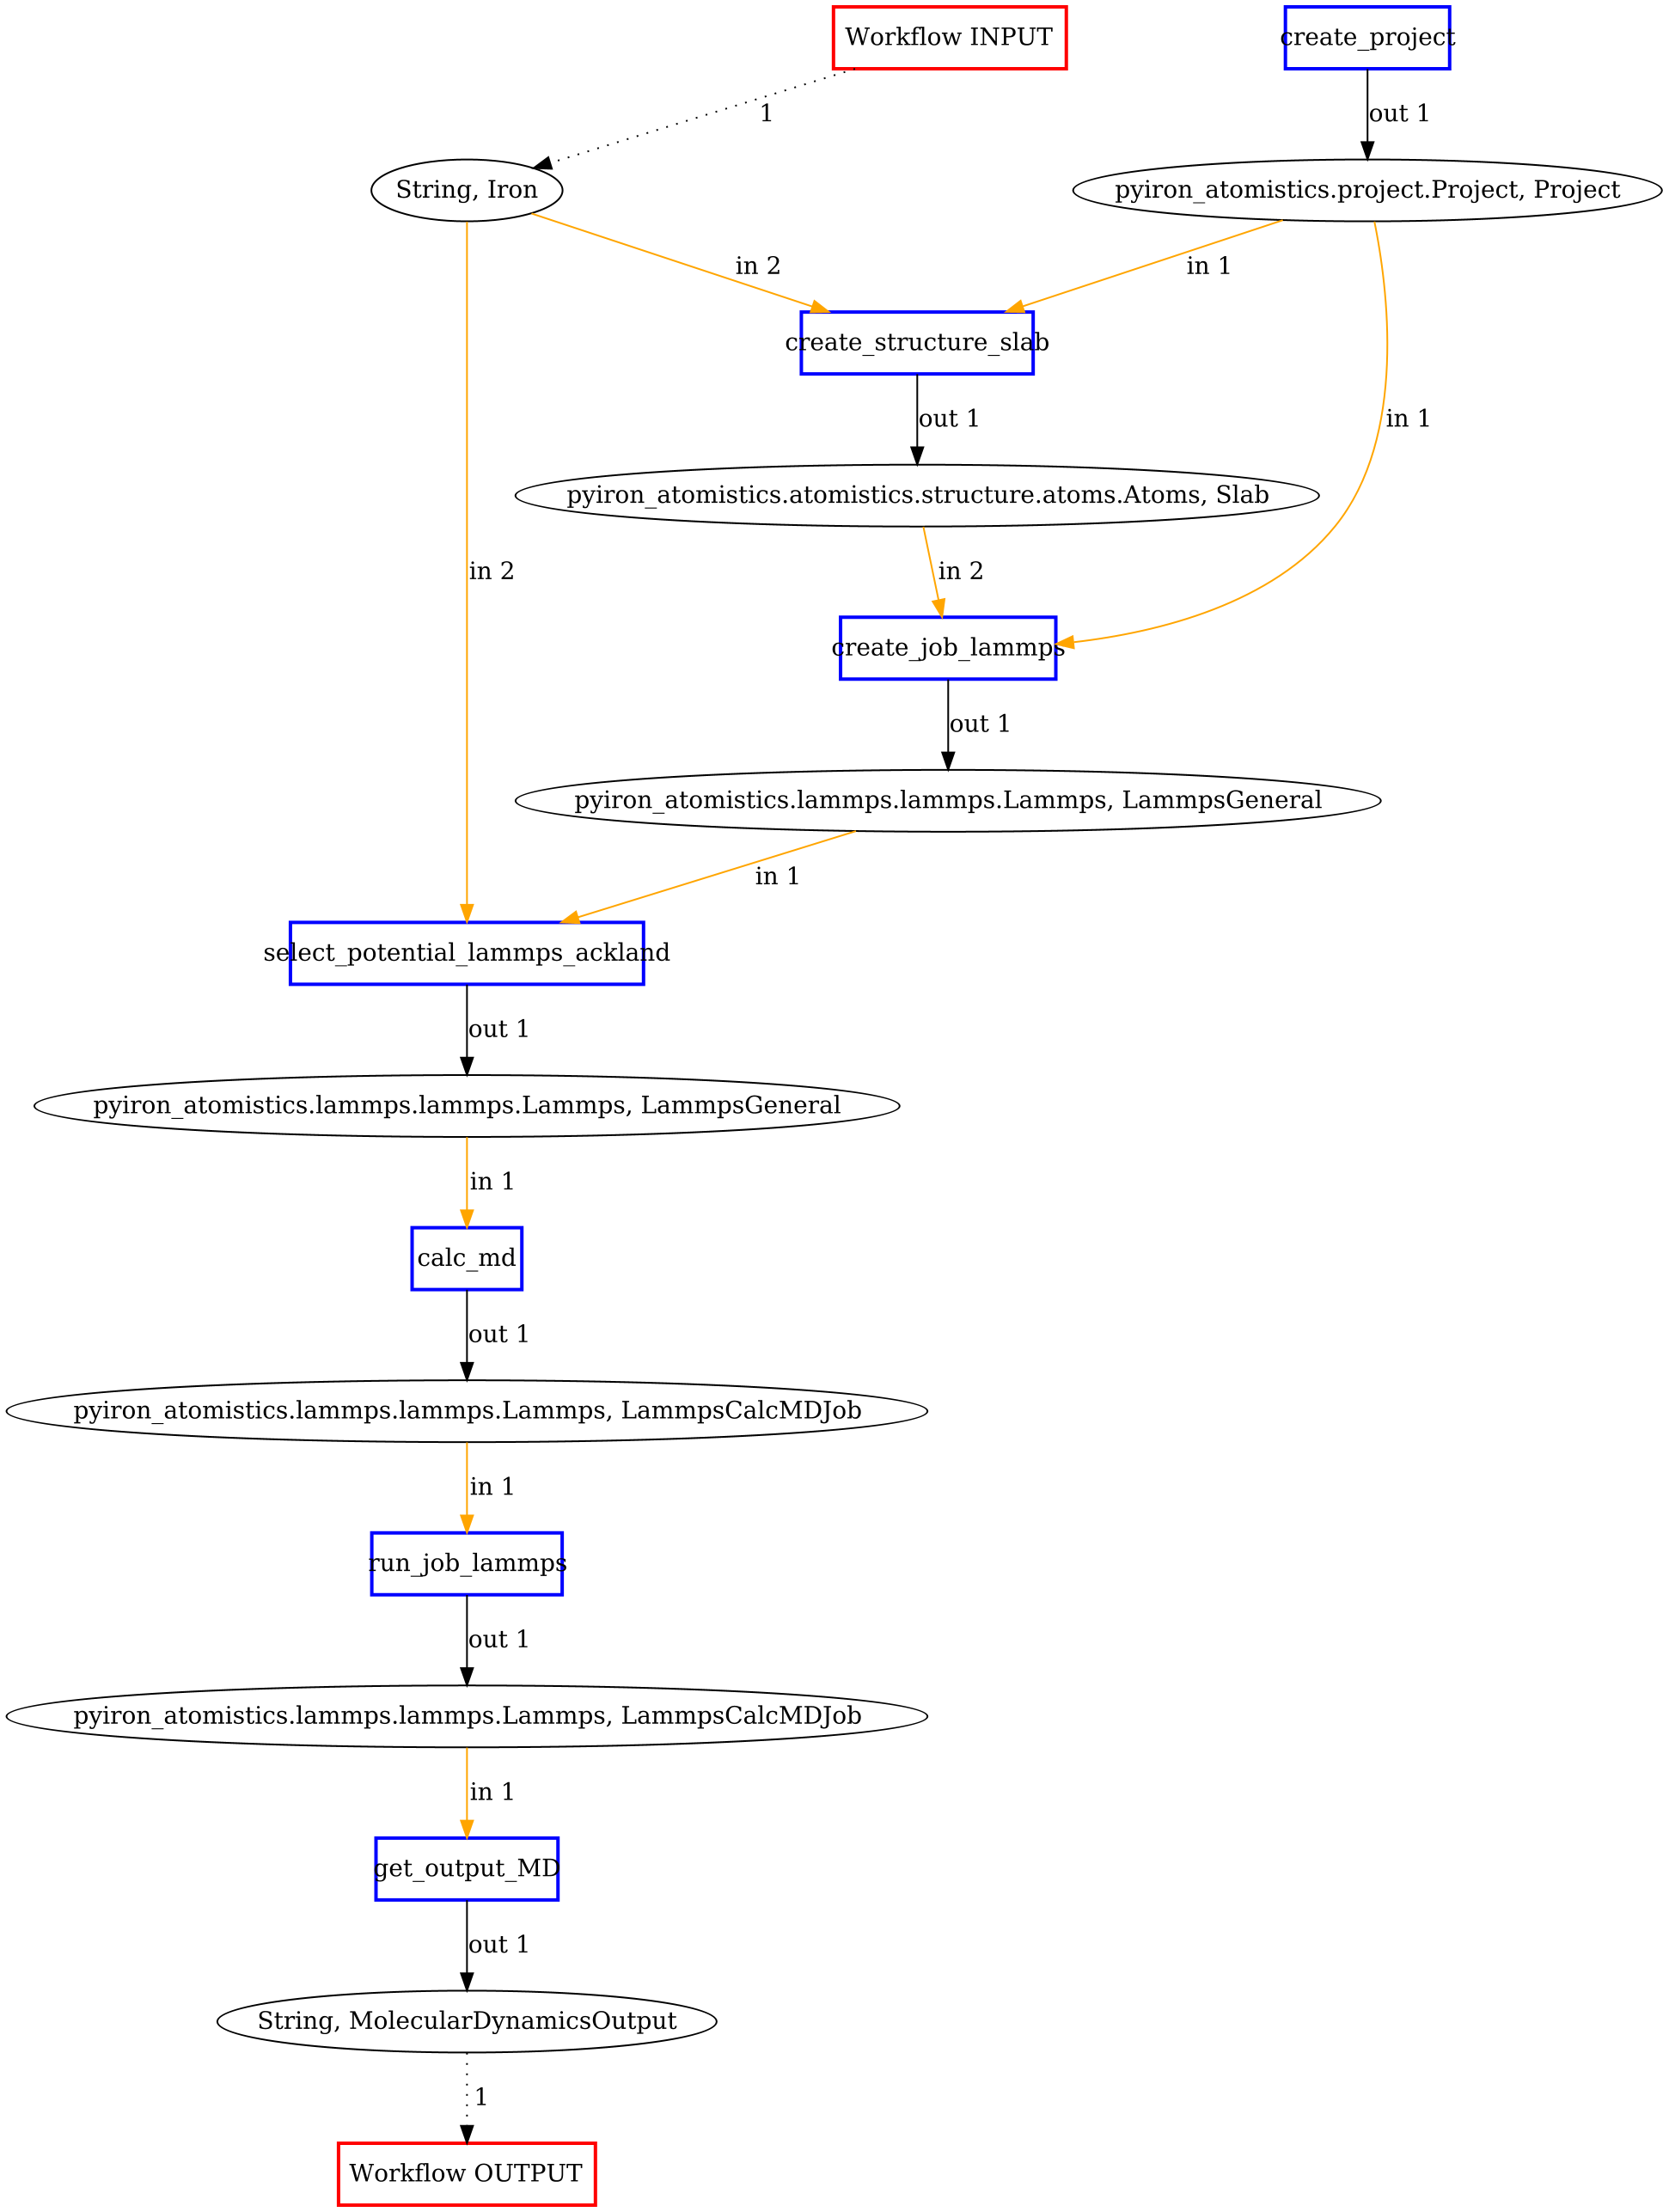 Workflow INPUT
create_project
1
out 1
String, Iron
pyiron_atomistics.project.Project, Project
in 2
in 1
create_structure_slab
out 1
in 1
pyiron_atomistics.atomistics.structure.atoms.Atoms, Slab
in 2
in 2
create_job_lammps
out 1
pyiron_atomistics.lammps.lammps.Lammps, LammpsGeneral
in 1
select_potential_lammps_ackland
out 1
pyiron_atomistics.lammps.lammps.Lammps, LammpsGeneral
in 1
calc_md
out 1
pyiron_atomistics.lammps.lammps.Lammps, LammpsCalcMDJob
in 1
run_job_lammps
out 1
pyiron_atomistics.lammps.lammps.Lammps, LammpsCalcMDJob
in 1
get_output_MD
out 1
String, MolecularDynamicsOutput
1
Workflow OUTPUT